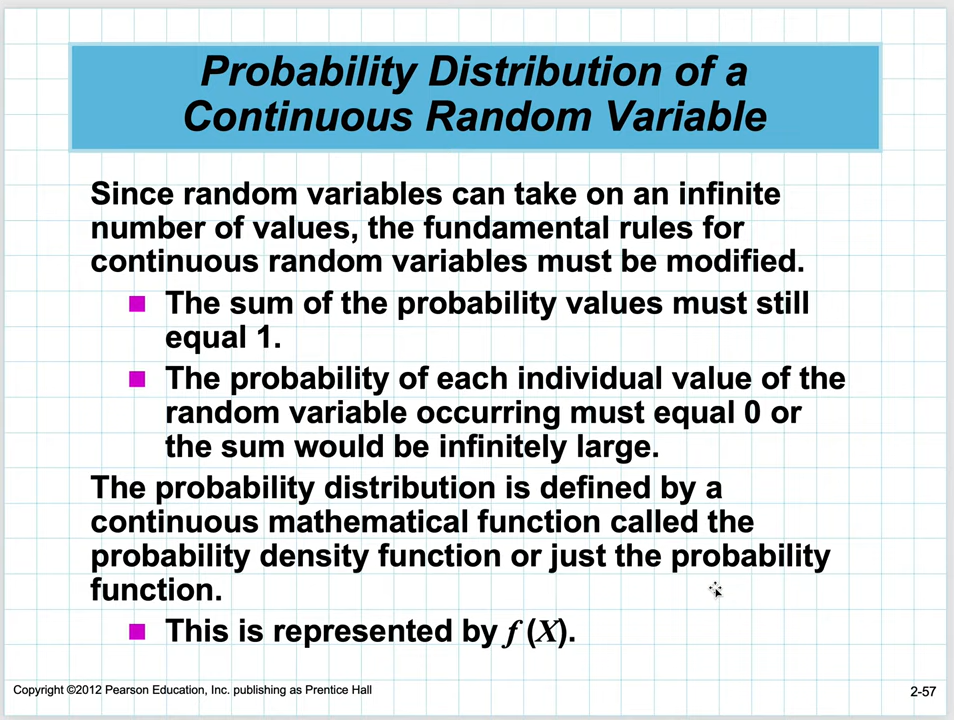 Probability Distribution of a
Continuous Random Variable
Since random variables can take on an infinite
number of values, the fundamental rules for
continuous random variables must be modified.
The sum of the probability values must still
equal 1.
The probability of each individual value of the
random variable occurring must equal 0 or
the sum would be infinitely large.
The probability distribution is defined by a
continuous mathematical function called the
probability density function or just the probability
function.
This is represented by f (X).
Copyright ©2012 Pearson Education, Inc. publishing as Prentice Hall
2-57